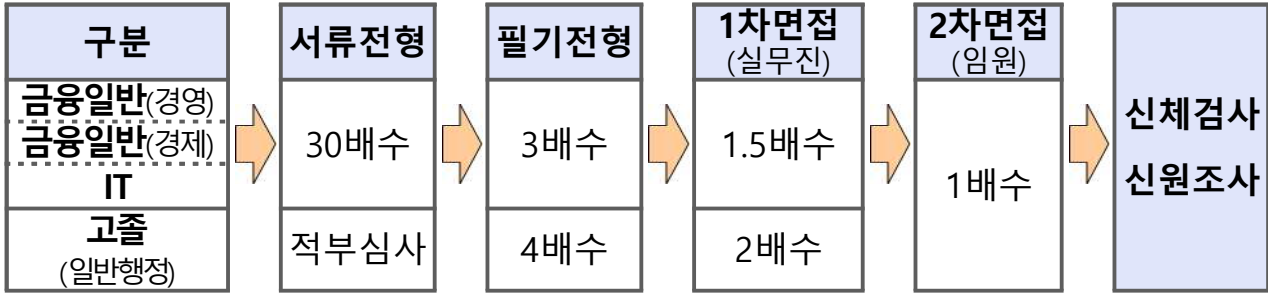 구분
서류전형
필기전형
1차면접
(실무진)
2차면접
(임원)
신체검사
신원조사
금융일반(경영)
금융일반(경제)
IT
30배수
3배수
1.5배수
1배수
고졸
(일반행정)
적부심사
4배수
2배수